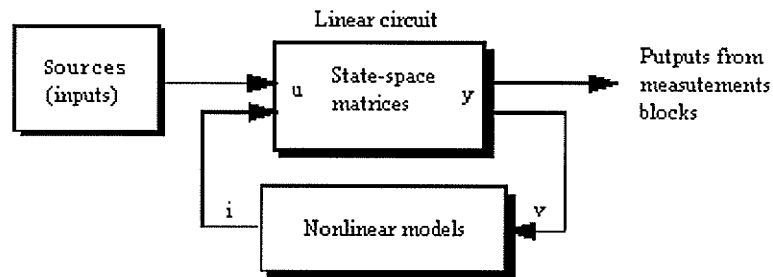 Linear circuit
Sources
(inputs)
u
State-space
matrices
y
Putputs from
measutements
blocks
i
Nonlinear models
v